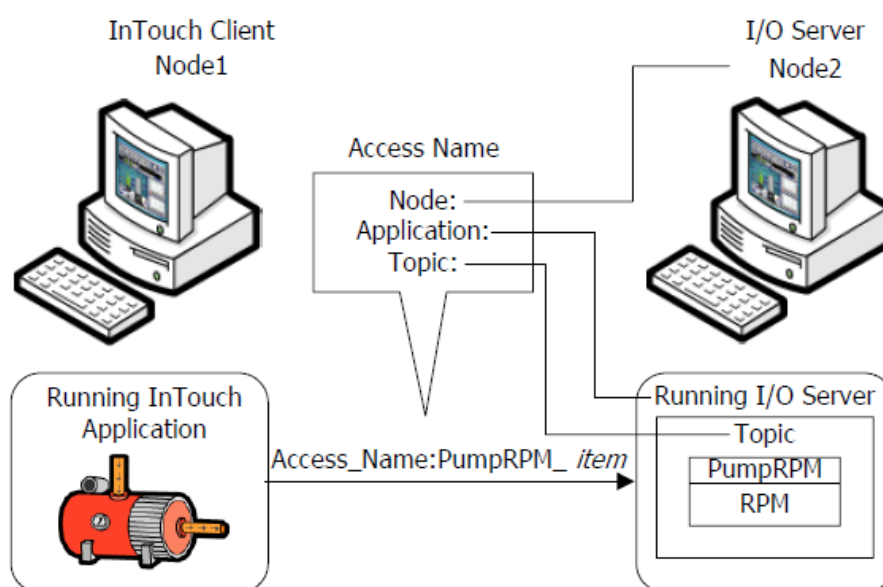 InTouch Client
Node1
I/O Server
Node2
Access Name
Node:
Application:
Topic:
Running InTouch
Application
Access_Name:PumpRPM_ item
Running I/O Server
Topic
PumpRPM
RPM